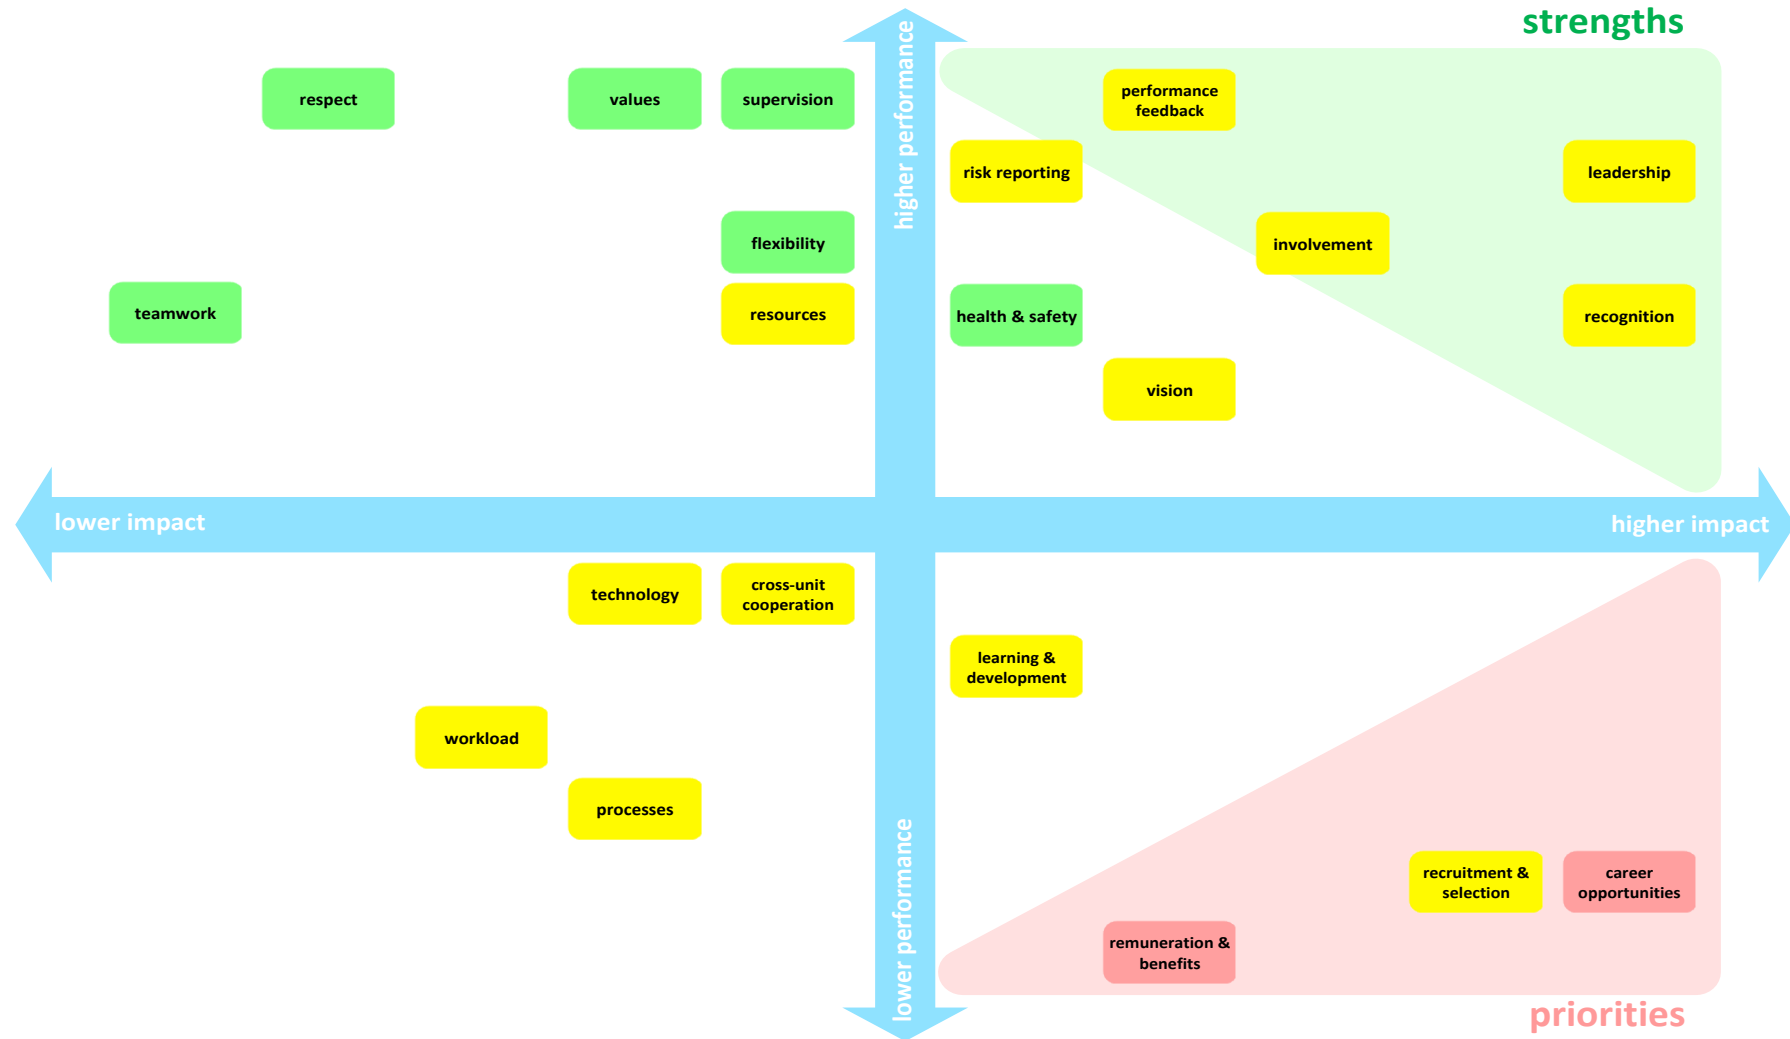 strengths
higher performance
respect
values
supervision
performance
feedback
risk reporting
leadership
flexibility
involvement
teamwork
resources
health & safety
recognition
vision
lower impact
higher impact
technology
cross-unit
cooperation
learning &
development
workload
processes
lower performance
recruitment &
selection
career
opportunities
remuneration &
benefits
priorities